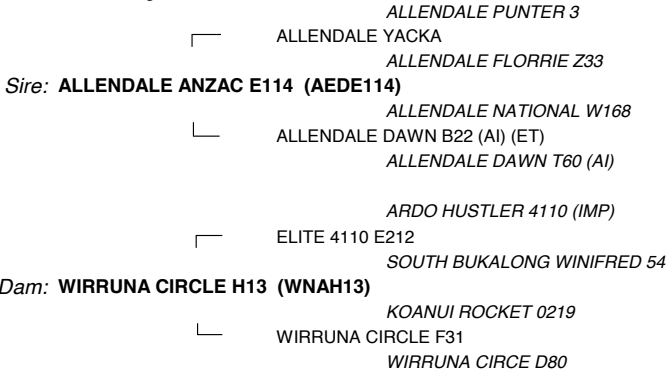 ALLENDALE PUNTER 3
ALLENDALE YACKA
ALLENDALE FLORRIE Z33
Sire: ALLENDALE ANZAC E114 (AEDE114)
ALLENDALE NATIONAL W168
ALLENDALE DAWN B22 (AI) (ET)
ALLENDALE DAWN T60 (AI)
ARDO HUSTLER 4110 (IMP)
ELITE 4110 E212
SOUTH BUKALONG WINIFRED 54
Dam: WIRRUNA CIRCLE H13 (WNAH13)
KOANUI ROCKET 0219
WIRRUNA CIRCLE F31
WIRRUNA CIRCE D80